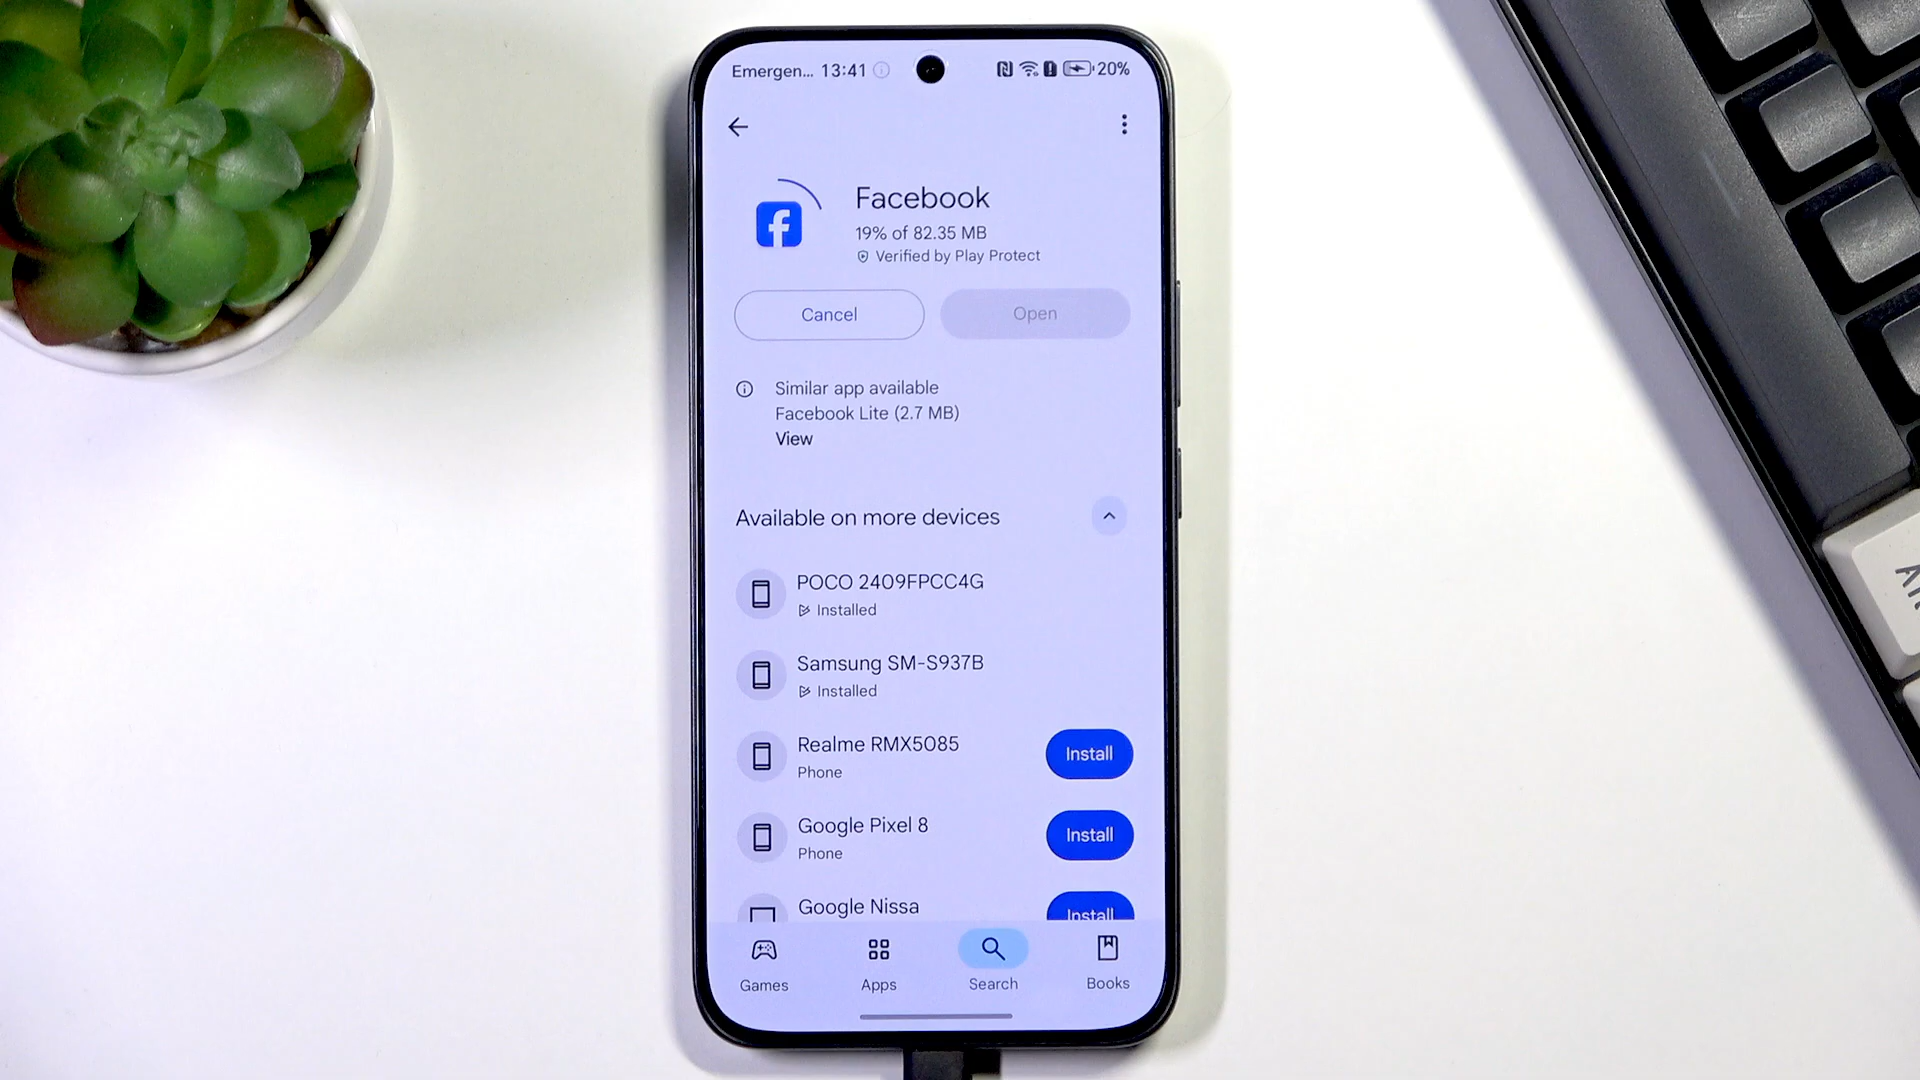 Emergen... 13:41 20%
Facebook
19% of 82.35 MB
Verified by Play Protect
Cancel Open
Similar app available
Facebook Lite (2.7 MB)
View
Available on more devices
POCO 2409FPCC4G
Installed
Samsung SM-S937B
Installed
Realme RMX5085
Phone
Install
Google Pixel 8
Phone
Install
Google Nissa
Install
Games Apps Search Books